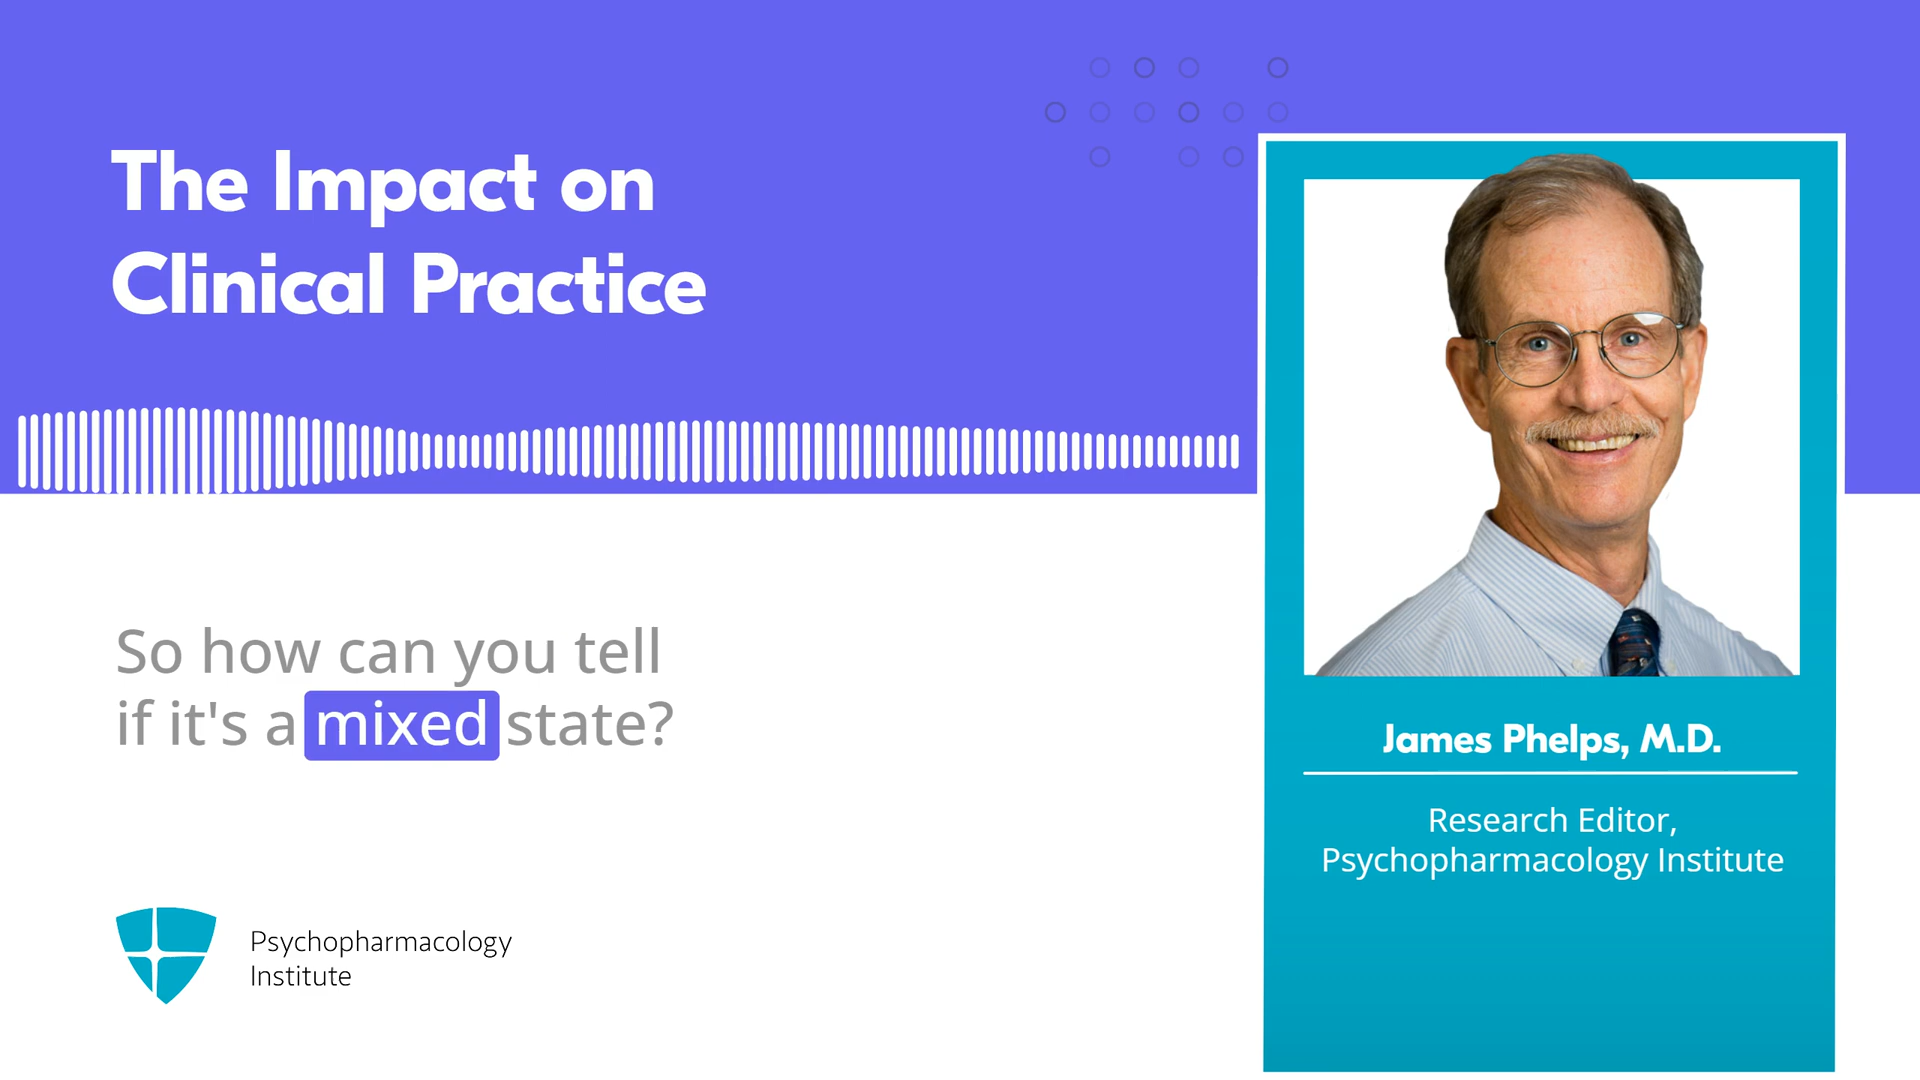 The Impact on
Clinical Practice
So how can you tell
if it's a mixed state?
Psychopharmacology
Institute
James Phelps, M.D.
Research Editor,
Psychopharmacology Institute